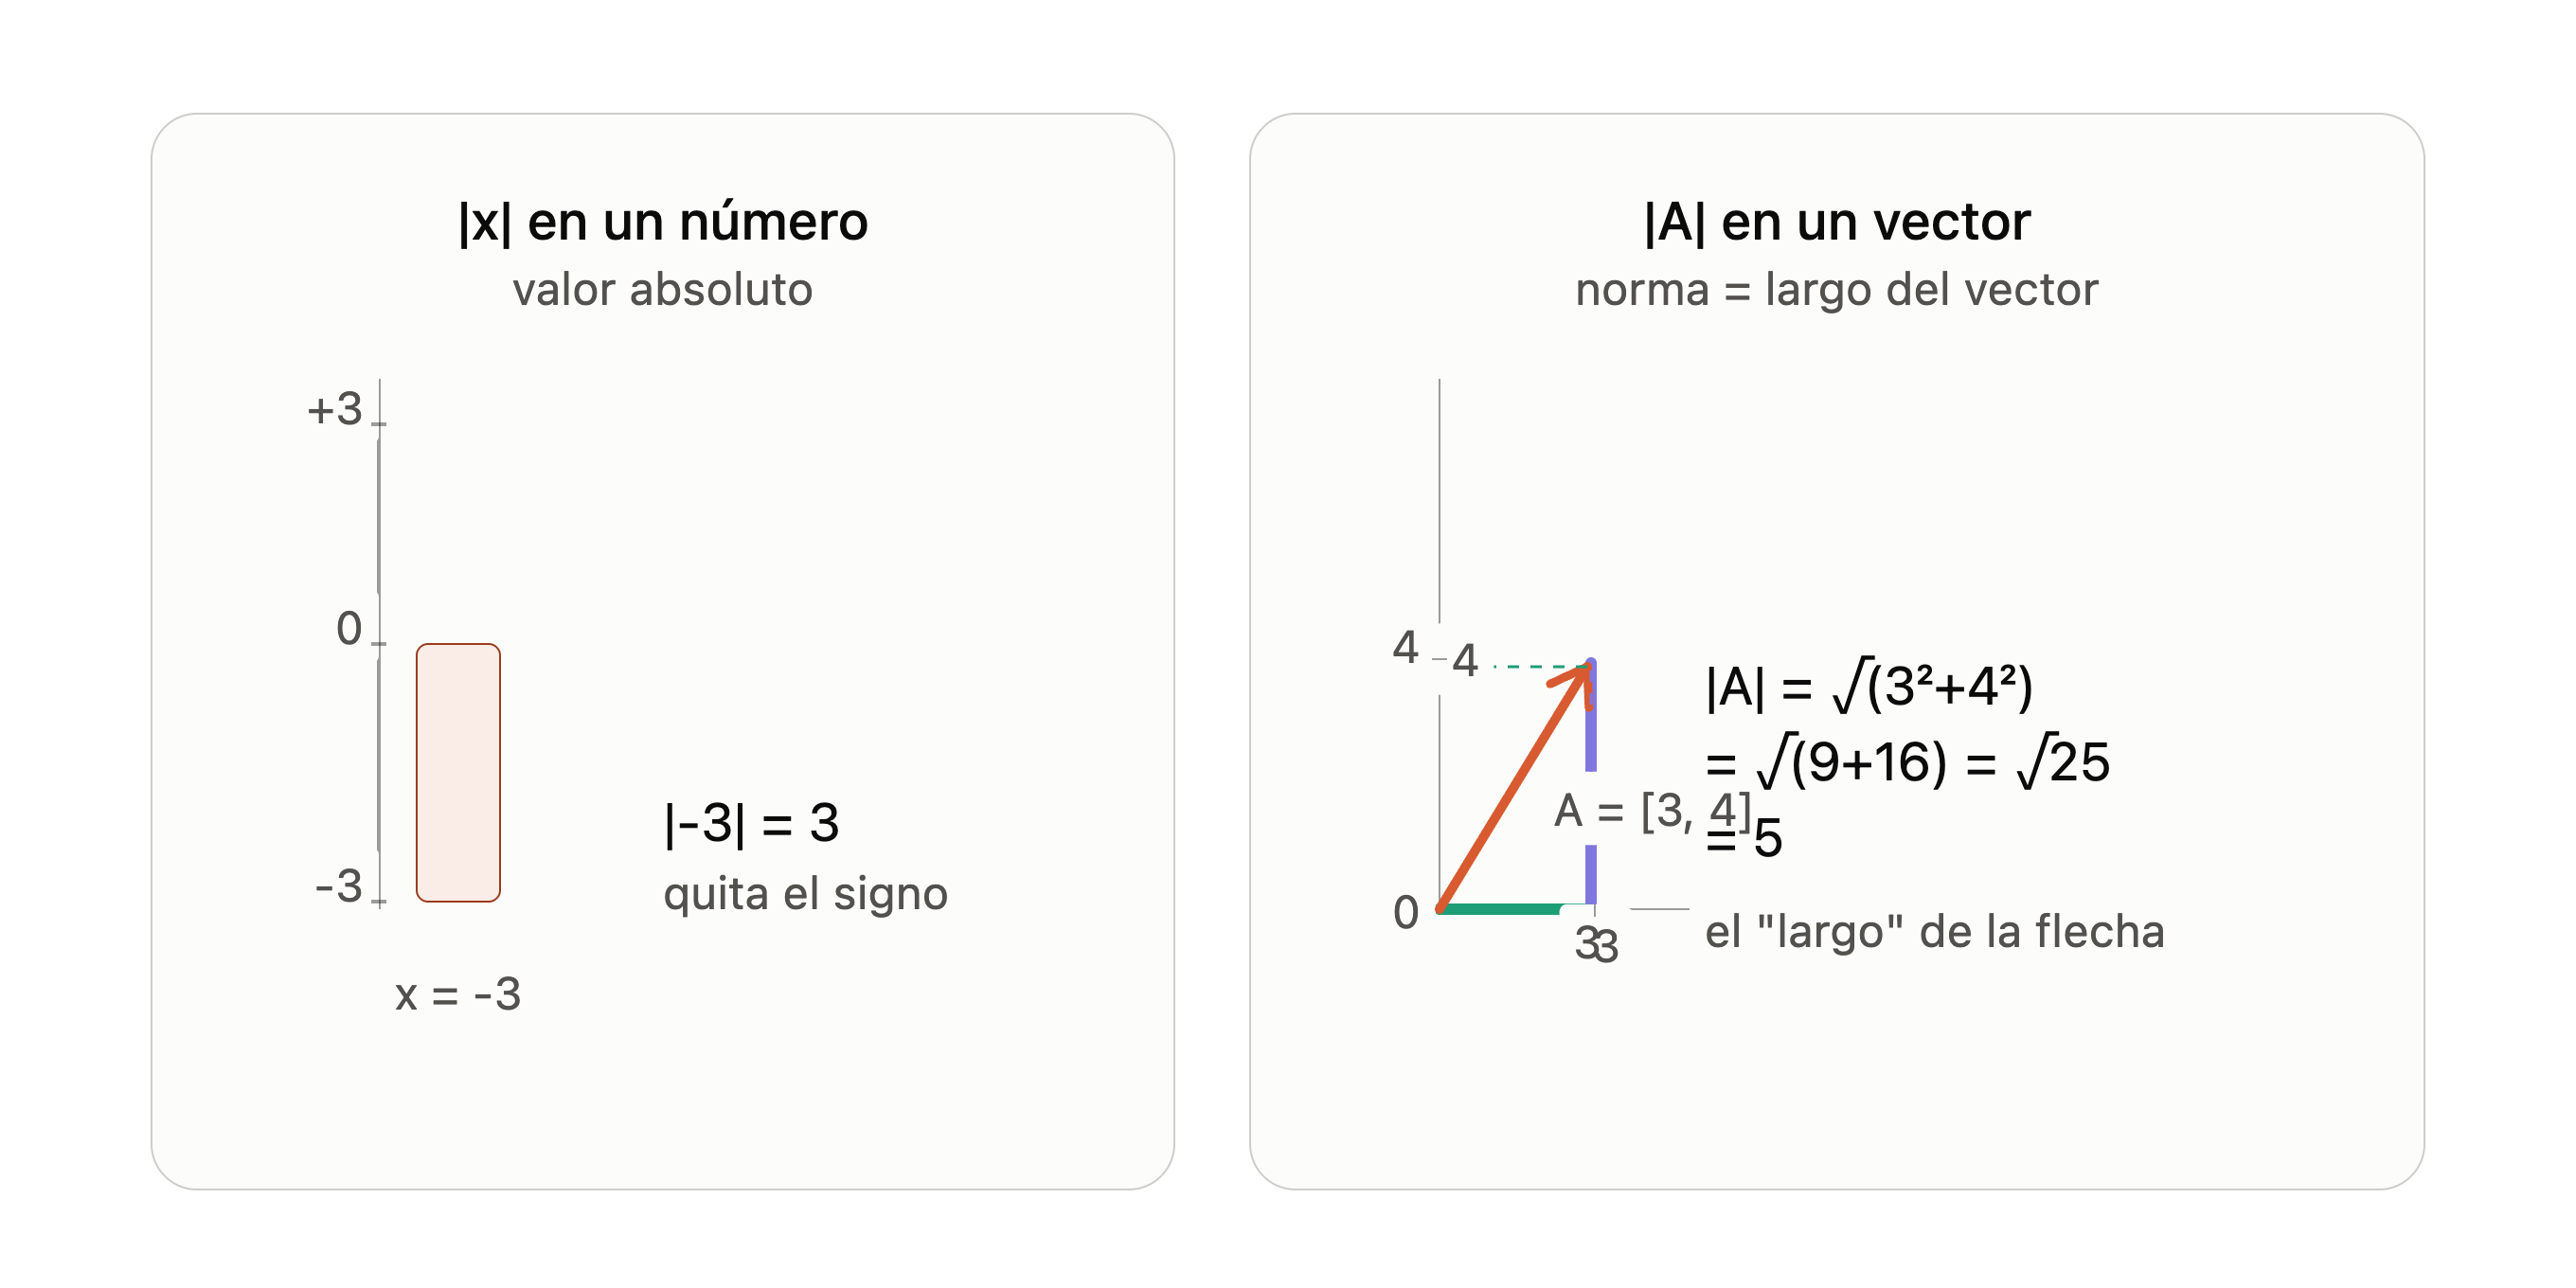 |x| en un número
valor absoluto
+3
0
-3
x = -3
|-3| = 3
quita el signo
|A| en un vector
norma = largo del vector
4
4
0
3
3
A = [3, 4]
|A| = √(3²+4²)
= √(9+16) = √25
= 5
el "largo" de la flecha